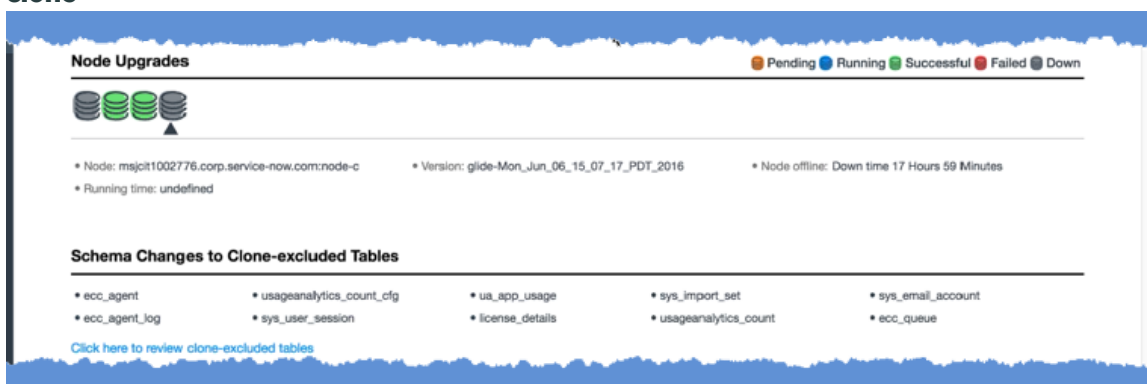 Node Upgrades
Pending Running Successful Failed Down
• Node: msjcit1002776.corp.service-now.com:node-c • Version: glide-Mon_Jun_06_15_07_17_PDT_2016 • Node offline: Down time 17 Hours 59 Minutes
• Running time: undefined
Schema Changes to Clone-excluded Tables
• ecc_agent • usageanalytics_count_cfg • ua_app_usage • sys_import_set • sys_email_account
• ecc_agent_log • sys_user_session • license_details • usageanalytics_count • ecc_queue
Click here to review clone-excluded tables